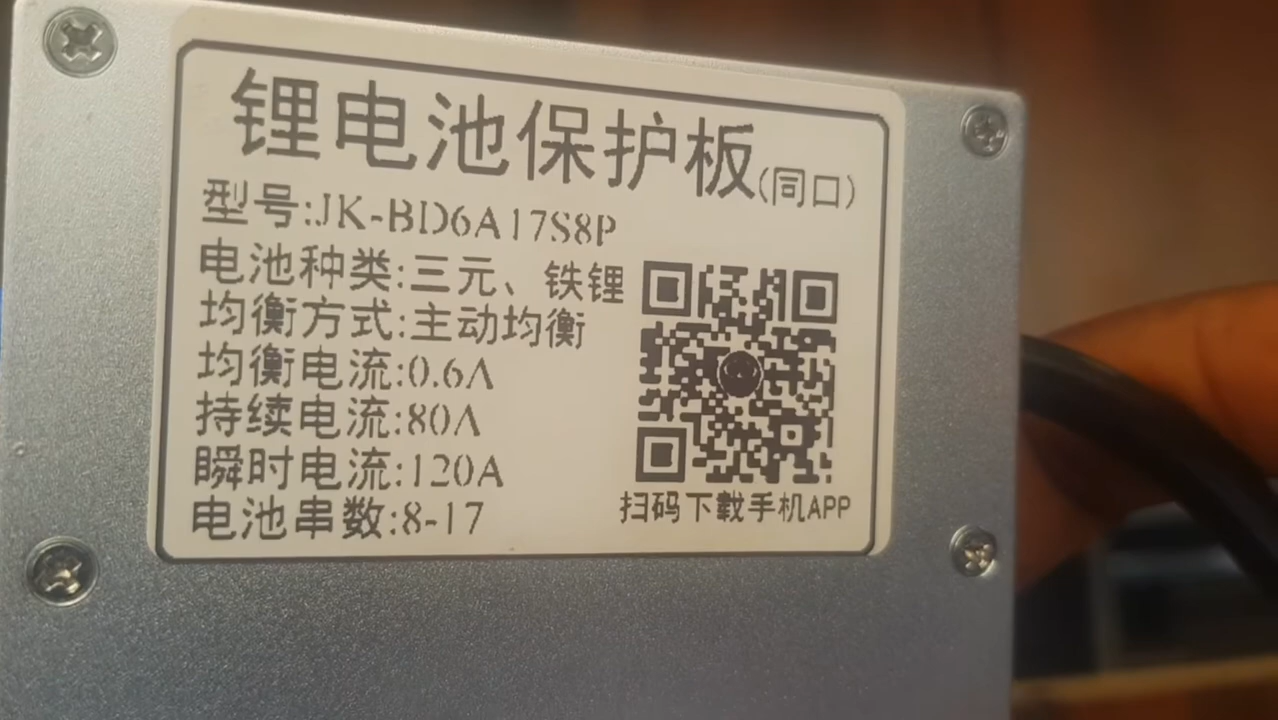 锂电池保护板(同口)
型号:JK-BD6A17S8P
电池种类:三元、铁锂
均衡方式:主动均衡
均衡电流:0.6A
持续电流:80A
瞬时电流:120A
电池串数:8-17
扫码下载手机APP